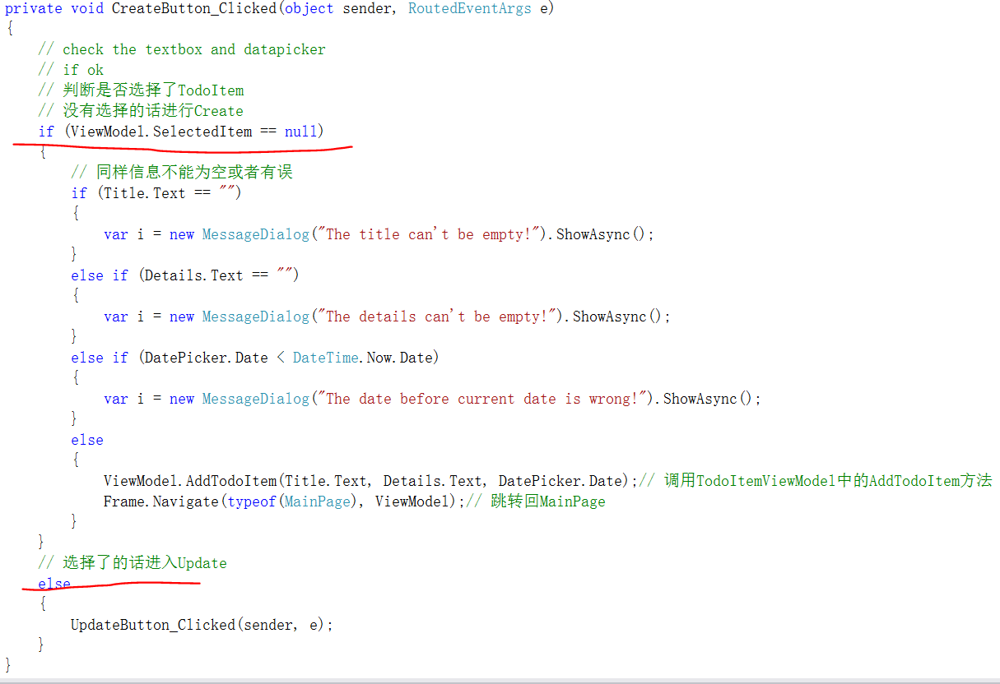 private void CreateButton_Clicked(object sender, RoutedEventArgs e)
{
    // check the textbox and datapicker
    // if ok
    // 判断是否选择了TodoItem
    // 没有选择的话进行Create
    if (ViewModel.SelectedItem == null)
    {
        // 同样信息不能为空或者有误
        if (Title.Text == "")
        {
            var i = new MessageDialog("The title can't be empty!").ShowAsync();
        }
        else if (Details.Text == "")
        {
            var i = new MessageDialog("The details can't be empty!").ShowAsync();
        }
        else if (DatePicker.Date < DateTime.Now.Date)
        {
            var i = new MessageDialog("The date before current date is wrong!").ShowAsync();
        }
        else
        {
            ViewModel.AddTodoItem(Title.Text, Details.Text, DatePicker.Date);// 调用TodoItemViewModel中的AddTodoItem方法
            Frame.Navigate(typeof(MainPage), ViewModel);// 跳转回MainPage
        }
    }
    // 选择了的话进入Update
    else
    {
        UpdateButton_Clicked(sender, e);
    }
}